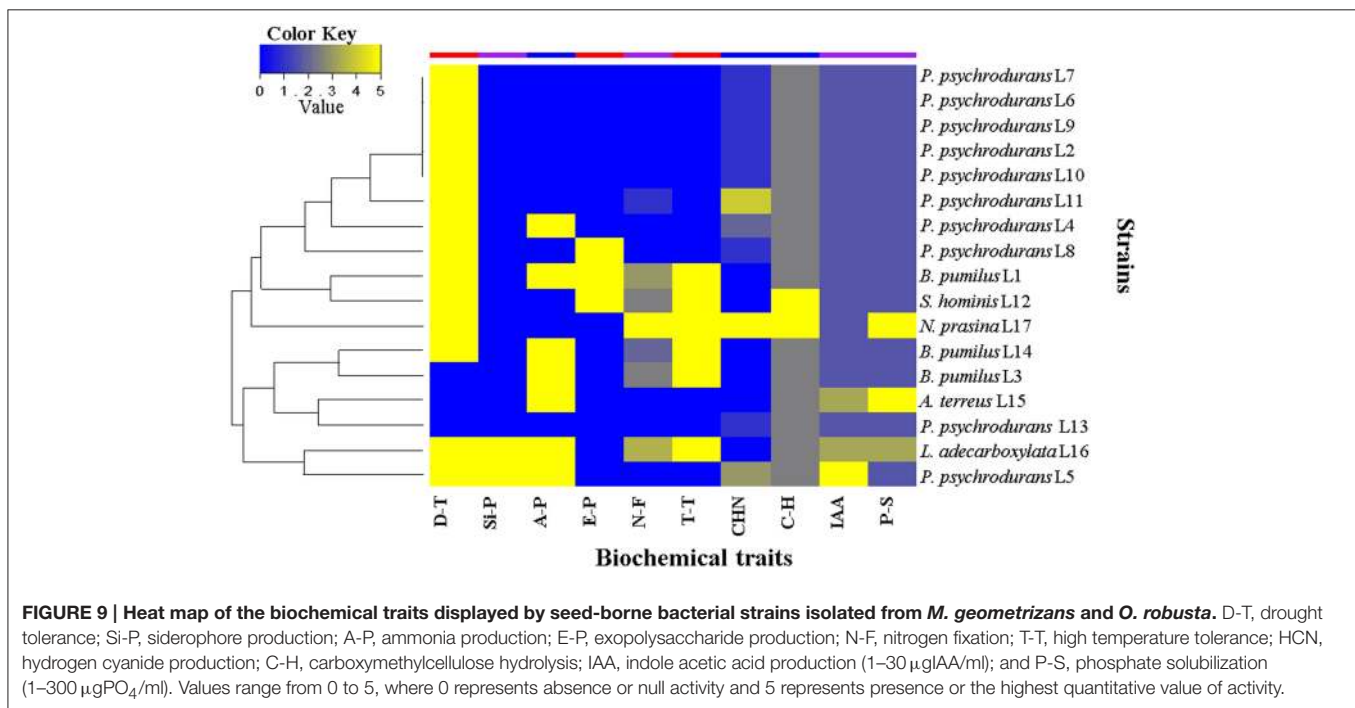 Color Key
0 1 . 2 . 3 4 5
Value
P. psychrodurans L7
P. psychrodurans L6
P. psychrodurans L9
P. psychrodurans L2
P. psychrodurans L10
P. psychrodurans L11
P. psychrodurans L4
P. psychrodurans L8
B. pumilus L1
S. hominis L12
N. prasina L17
B. pumilus L14
B. pumilus L3
A. terreus L15
P. psychrodurans L13
L. adecarboxylata L16
P. psychrodurans L5
Strains
D-T
Si-P
A-P
E-P
N-F
T-T
CHN
C-H
IAA
P-S
Biochemical traits
FIGURE 9 | Heat map of the biochemical traits displayed by seed-borne bacterial strains isolated from M. geometrizans and O. robusta. D-T, drought
tolerance; Si-P, siderophore production; A-P, ammonia production; E-P, exopolysaccharide production; N-F, nitrogen fixation; T-T, high temperature tolerance; HCN,
hydrogen cyanide production; C-H, carboxymethylcellulose hydrolysis; IAA, indole acetic acid production (1–30 µgIAA/ml); and P-S, phosphate solubilization
(1–300 µgPO4/ml). Values range from 0 to 5, where 0 represents absence or null activity and 5 represents presence or the highest quantitative value of activity.